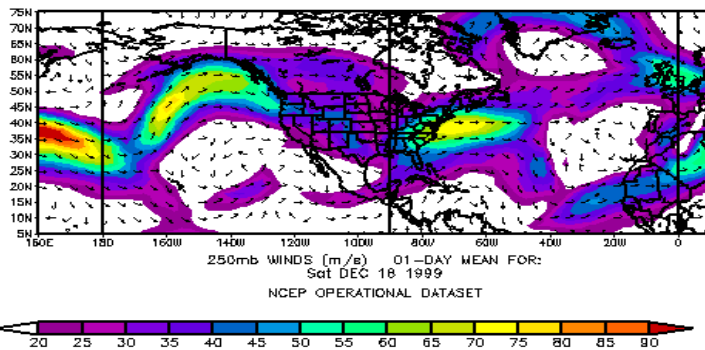 75N
70N
65N
60N
55N
50N
45N
40N
35N
30N
25N
20N
15N
10N
5N
160E 180 160W 140W 120W 100W 80W 60W 40W 20W 0
250mb WINDS (m/s) 01-DAY MEAN FOR:
Sat DEC 18 1999
NCEP OPERATIONAL DATASET
20 25 30 35 40 45 50 55 60 65 70 75 80 85 90